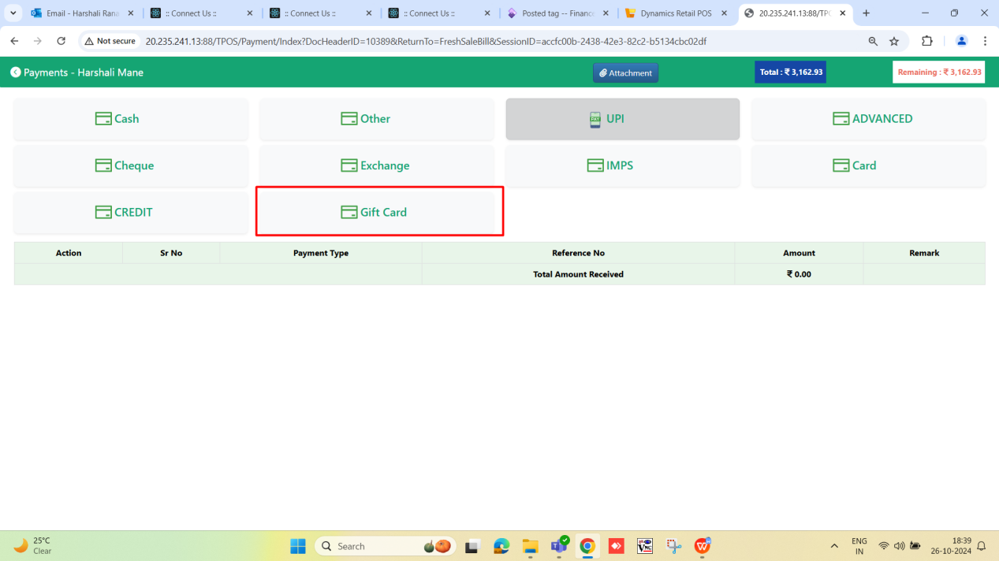 Email - Harshali Rana
:: Connect Us ::
:: Connect Us ::
:: Connect Us ::
Posted tag -- Finance
Dynamics Retail POS
20.235.241.13:88/TPO
Not secure
20.235.241.13:88/TPOS/Payment/Index?DocHeaderID=10389&ReturnTo=FreshSaleBill&SessionID=accfc00b-2438-42e3-82c2-b5134cbc02df
Payments - Harshali Mane
Attachment
Total : ₹ 3,162.93
Remaining : ₹ 3,162.93
Cash
Other
UPI
ADVANCED
Cheque
Exchange
IMPS
Card
CREDIT
Gift Card
Action Sr No Payment Type Reference No Amount Remark
Total Amount Received ₹ 0.00
25°C
Clear
Search
ENG
IN
18:39
26-10-2024